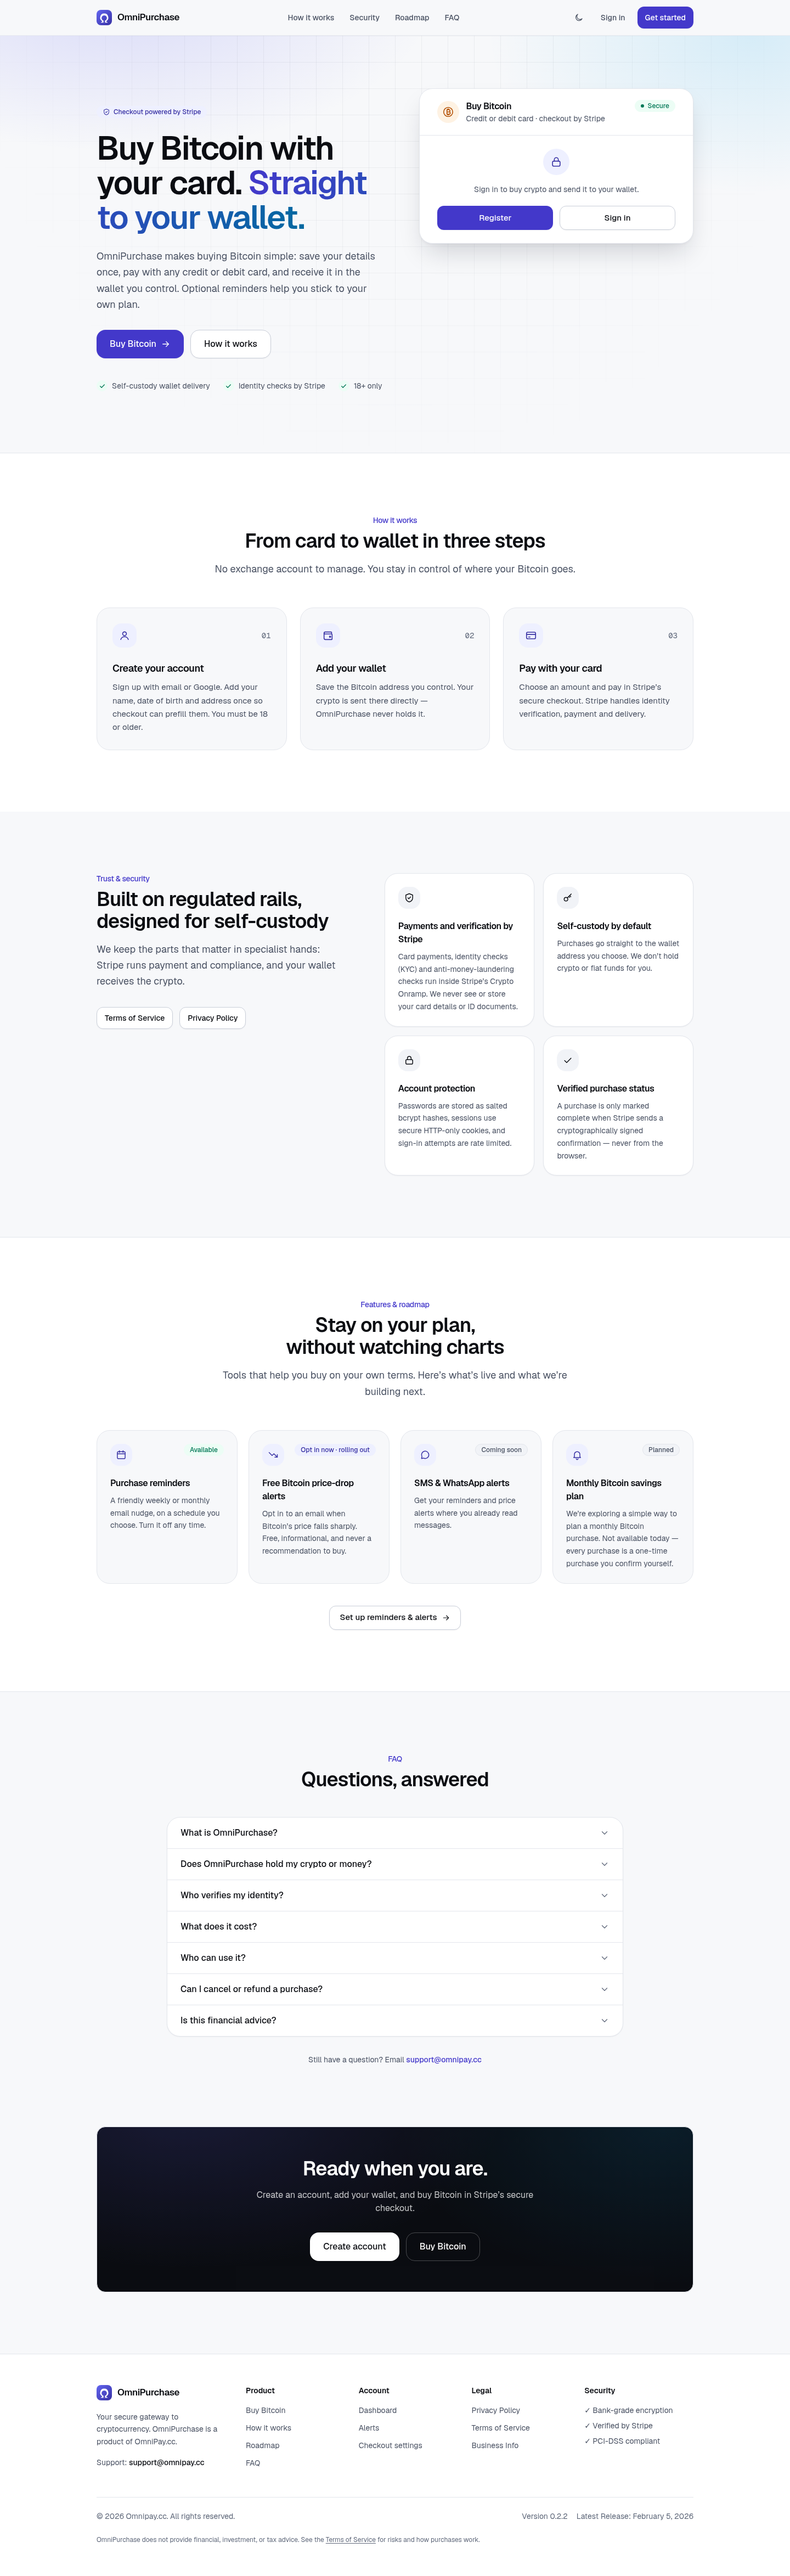 OmniPurchase
How it works
Security
Roadmap
FAQ
Sign in
Get started
Checkout powered by Stripe
Buy Bitcoin with
your card. Straight
to your wallet.
OmniPurchase makes buying Bitcoin simple: save your details
once, pay with any credit or debit card, and receive it in the
wallet you control. Optional reminders help you stick to your
own plan.
Buy Bitcoin →
How it works
Self-custody wallet delivery
Identity checks by Stripe
18+ only
Buy Bitcoin
Credit or debit card · checkout by Stripe
Secure
Sign in to buy crypto and send it to your wallet.
Register
Sign in
How it works
From card to wallet in three steps
No exchange account to manage. You stay in control of where your Bitcoin goes.
01
Create your account
Sign up with email or Google. Add your
name, date of birth and address once so
checkout can prefill them. You must be 18
or older.
02
Add your wallet
Save the Bitcoin address you control. Your
crypto is sent there directly —
OmniPurchase never holds it.
03
Pay with your card
Choose an amount and pay in Stripe's
secure checkout. Stripe handles identity
verification, payment and delivery.
Trust & security
Built on regulated rails,
designed for self-custody
We keep the parts that matter in specialist hands:
Stripe runs payment and compliance, and your wallet
receives the crypto.
Terms of Service
Privacy Policy
Payments and verification by
Stripe
Card payments, identity checks
(KYC) and anti-money-laundering
checks run inside Stripe's Crypto
Onramp. We never see or store
your card details or ID documents.
Self-custody by default
Purchases go straight to the wallet
address you choose. We don't hold
crypto or fiat funds for you.
Account protection
Passwords are stored as salted
bcrypt hashes, sessions use
secure HTTP-only cookies, and
sign-in attempts are rate limited.
Verified purchase status
A purchase is only marked
complete when Stripe sends a
cryptographically signed
confirmation — never from the
browser.
Features & roadmap
Stay on your plan,
without watching charts
Tools that help you buy on your own terms. Here's what's live and what we're
building next.
Available
Purchase reminders
A friendly weekly or monthly
email nudge, on a schedule you
choose. Turn it off any time.
Opt in now · rolling out
Free Bitcoin price-drop
alerts
Opt in to an email when
Bitcoin's price falls sharply.
Free, informational, and never a
recommendation to buy.
Coming soon
SMS & WhatsApp alerts
Get your reminders and price
alerts where you already read
messages.
Planned
Monthly Bitcoin savings
plan
We're exploring a simple way to
plan a monthly Bitcoin
purchase. Not available today —
every purchase is a one-time
purchase you confirm yourself.
Set up reminders & alerts →
FAQ
Questions, answered
What is OmniPurchase?
Does OmniPurchase hold my crypto or money?
Who verifies my identity?
What does it cost?
Who can use it?
Can I cancel or refund a purchase?
Is this financial advice?
Still have a question? Email support@omnipay.cc
Ready when you are.
Create an account, add your wallet, and buy Bitcoin in Stripe's secure
checkout.
Create account
Buy Bitcoin
OmniPurchase
Your secure gateway to
cryptocurrency. OmniPurchase is a
product of OmniPay.cc.
Support: support@omnipay.cc
Product
Buy Bitcoin
How it works
Roadmap
FAQ
Account
Dashboard
Alerts
Checkout settings
Legal
Privacy Policy
Terms of Service
Business Info
Security
✓ Bank-grade encryption
✓ Verified by Stripe
✓ PCI-DSS compliant
© 2026 Omnipay.cc. All rights reserved.
Version 0.2.2
Latest Release: February 5, 2026
OmniPurchase does not provide financial, investment, or tax advice. See the Terms of Service for risks and how purchases work.